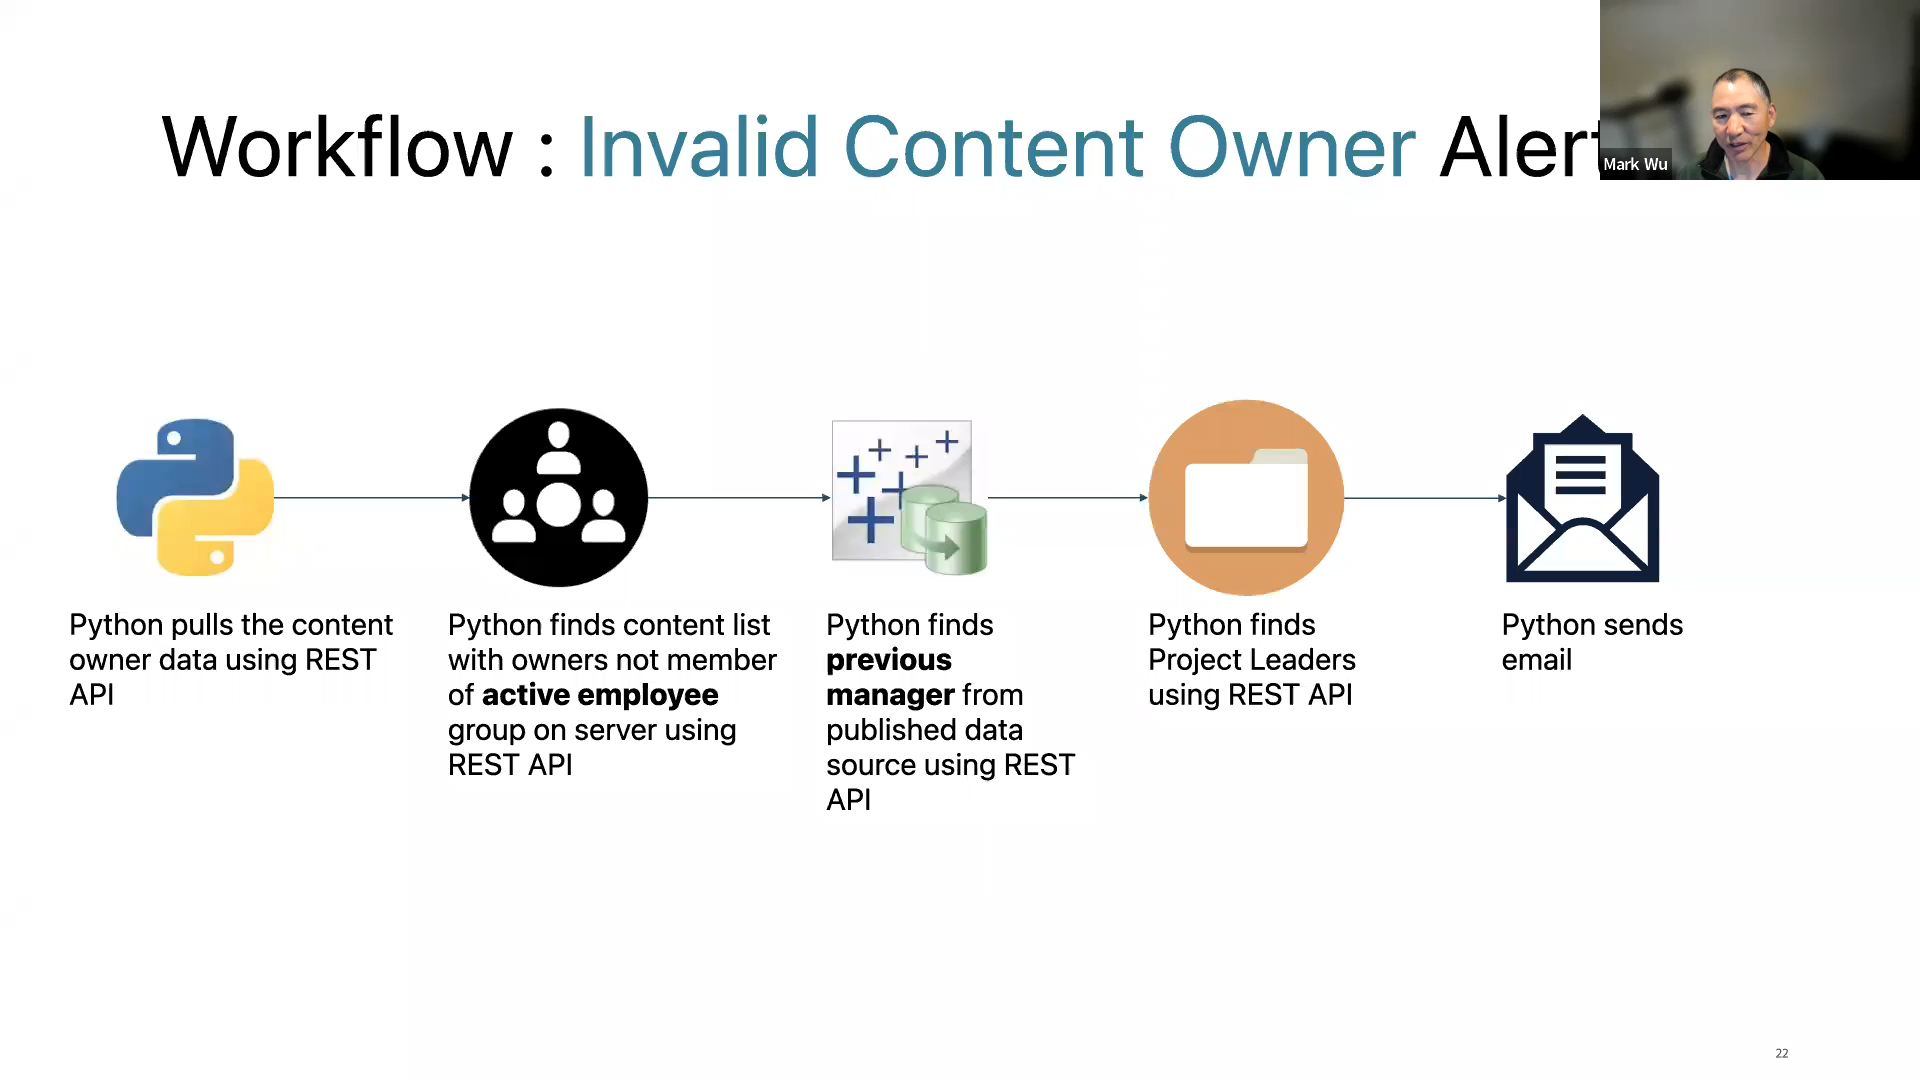 Workflow : Invalid Content Owner Alert
Mark Wu
Python pulls the content
owner data using REST
API
Python finds content list
with owners not member
of active employee
group on server using
REST API
Python finds
previous
manager from
published data
source using REST
API
Python finds
Project Leaders
using REST API
Python sends
email
22